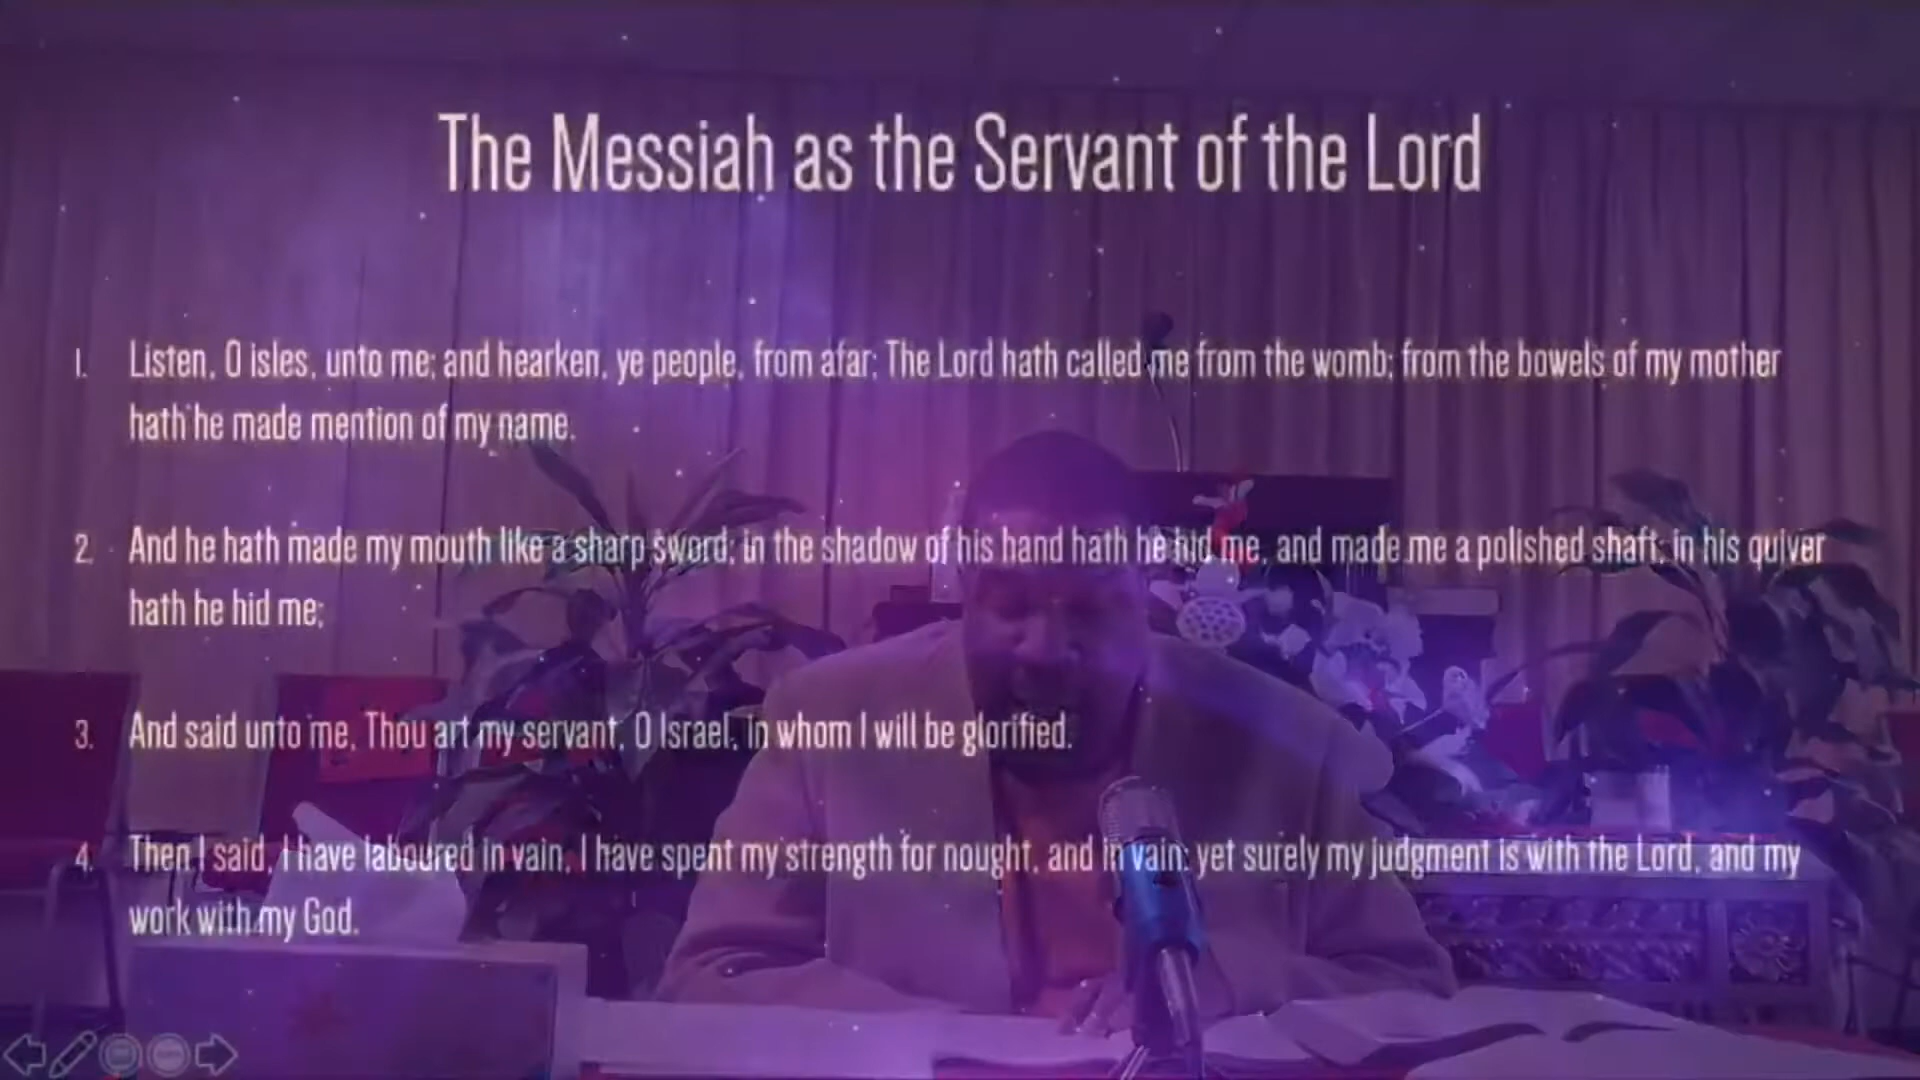 The Messiah as the Servant of the Lord
1. Listen, O isles, unto me; and hearken, ye people, from afar; The Lord hath called me from the womb; from the bowels of my mother
hath he made mention of my name.
2. And he hath made my mouth like a sharp sword; in the shadow of his hand hath he hid me, and made me a polished shaft; in his quiver
hath he hid me;
3. And said unto me, Thou art my servant, O Israel, in whom I will be glorified.
4. Then I said, I have laboured in vain, I have spent my strength for nought, and in vain: yet surely my judgment is with the Lord, and my
work with my God.